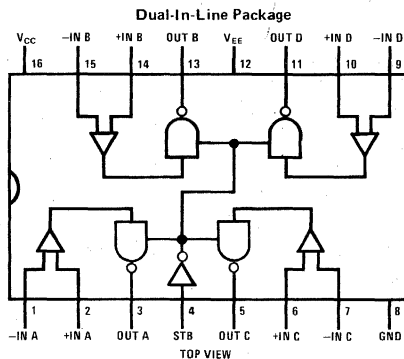 Dual-In-Line Package
VCC –IN B +IN B OUT B VEE OUT D +IN D –IN D
16 15 14 13 12 11 10 9
1 2 3 4 5 6 7 8
–IN A +IN A OUT A STB OUT C +IN C –IN C GND
TOP VIEW